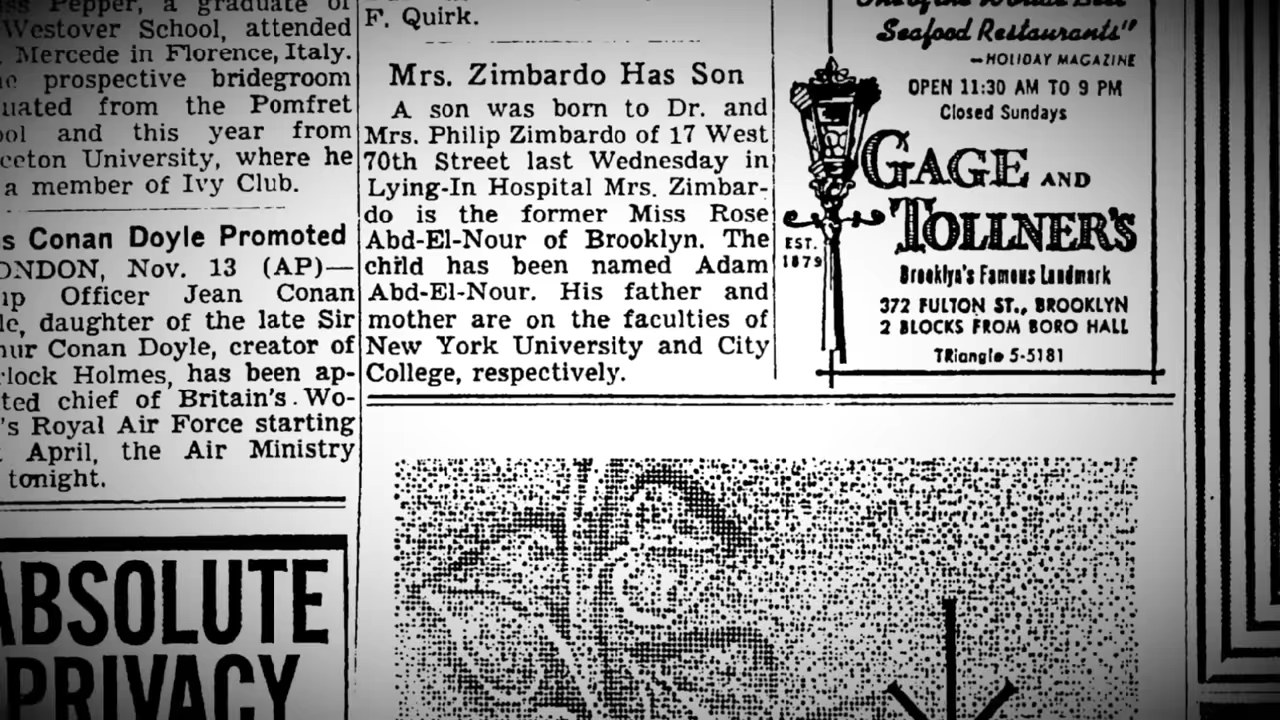 Pepper, a graduate of
Westover School, attended
Mercede in Florence, Italy.
prospective bridegroom
from the Pomfret
and this year from
University, where he
a member of Ivy Club.
Conan Doyle Promoted
Nov. 13 (AP)—
Officer Jean Conan
daughter of the late Sir
Conan Doyle, creator of
Holmes, has been ap-
chief of Britain's Wo-
Royal Air Force starting
April, the Air Ministry
tonight.
ABSOLUTE
PRIVACY
F. Quirk.
Mrs. Zimbardo Has Son
A son was born to Dr. and
Mrs. Philip Zimbardo of 17 West
70th Street last Wednesday in
Lying-In Hospital Mrs. Zimbar-
do is the former Miss Rose
Abd-El-Nour of Brooklyn. The
child has been named Adam
Abd-El-Nour. His father and
mother are on the faculties of
New York University and City
College, respectively.
Seafood Restaurants"
—HOLIDAY MAGAZINE
OPEN 11:30 AM TO 9 PM
Closed Sundays
GAGE AND
TOLLNER'S
EST.
1879
Brooklyn's Famous Landmark
372 FULTON ST., BROOKLYN
2 BLOCKS FROM BORO HALL
TRiangle 5-5181